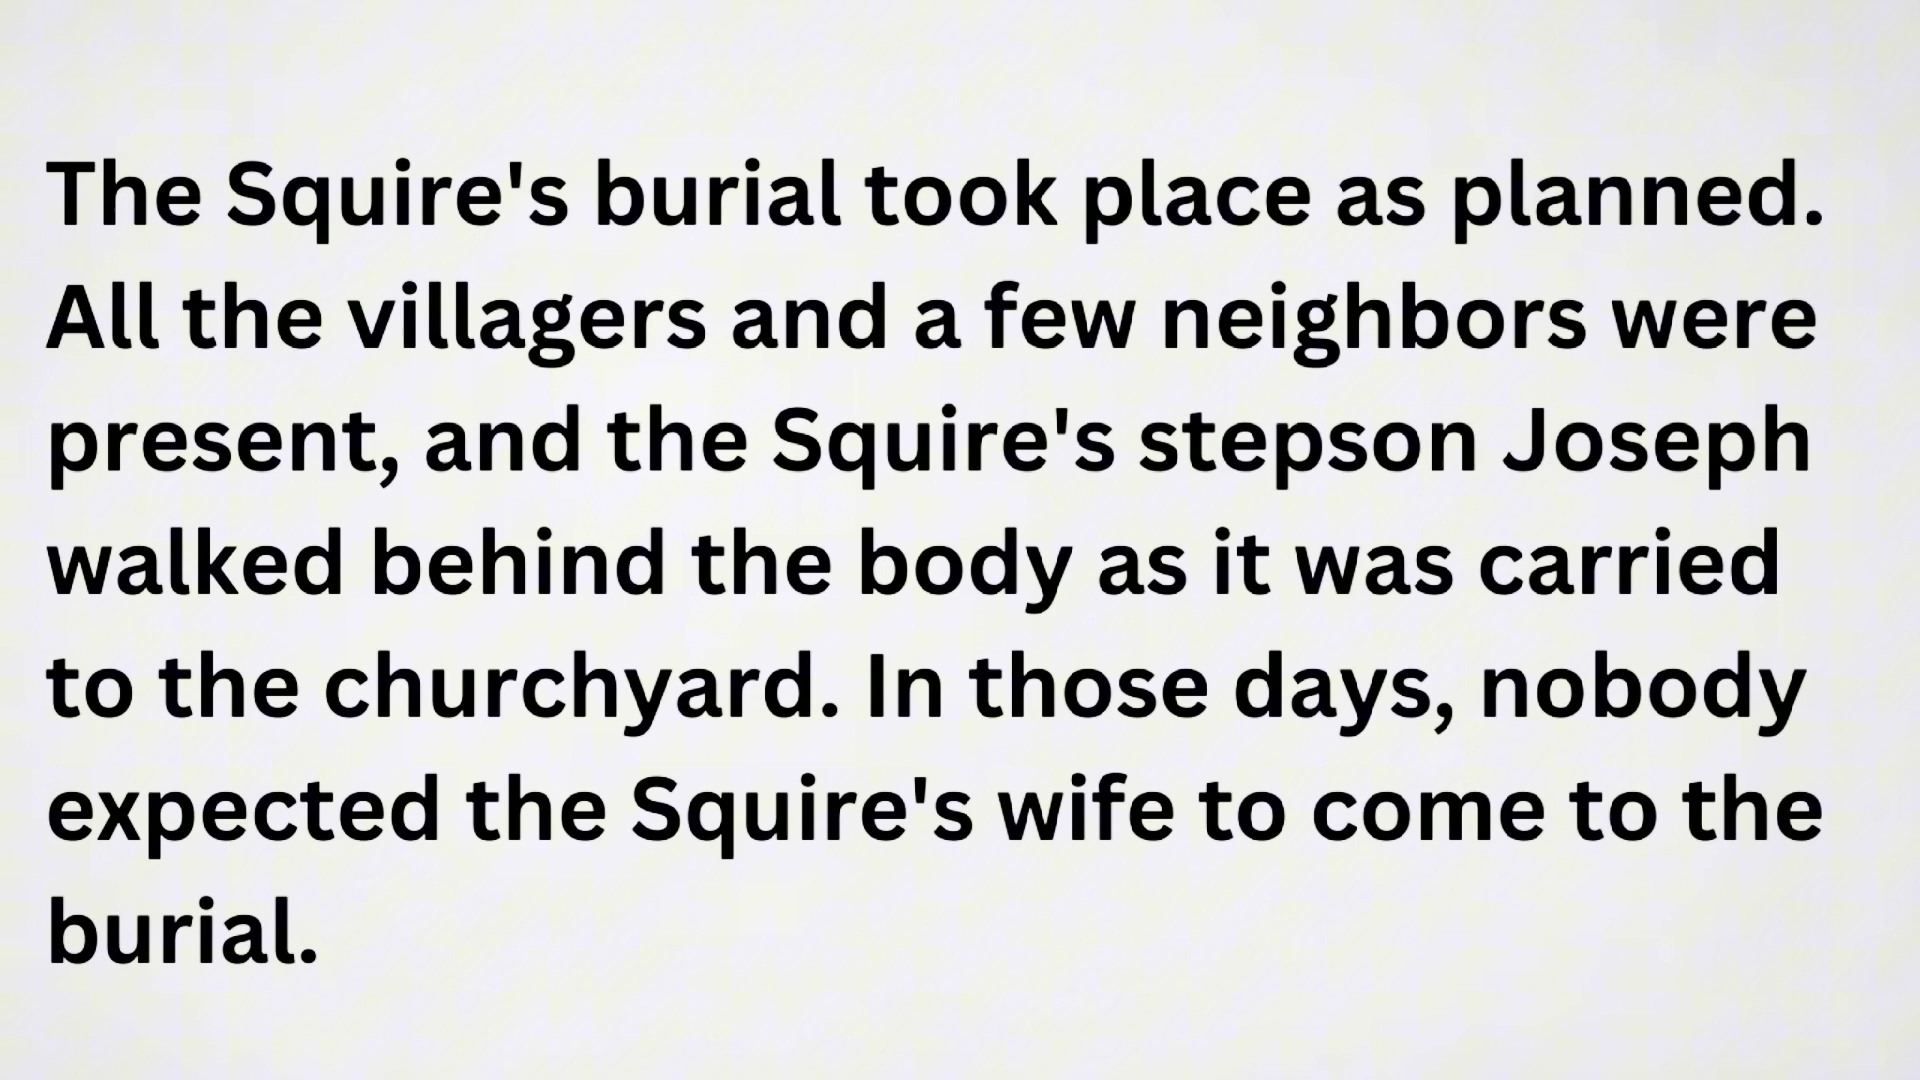 The Squire's burial took place as planned.
All the villagers and a few neighbors were
present, and the Squire's stepson Joseph
walked behind the body as it was carried
to the churchyard. In those days, nobody
expected the Squire's wife to come to the
burial.